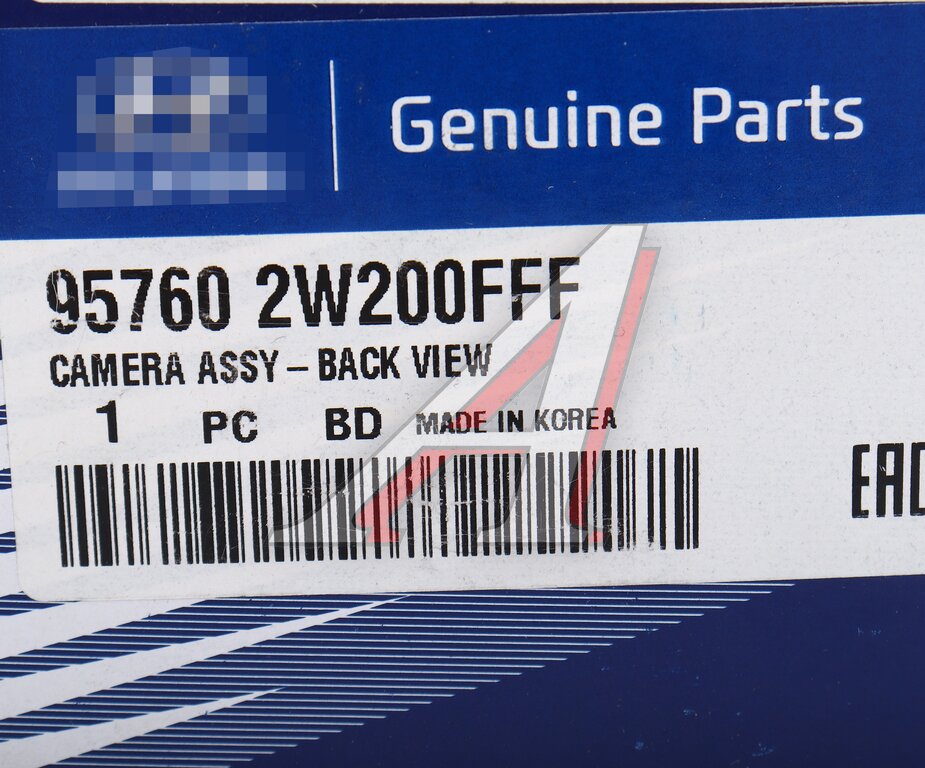 Genuine Parts
95760 2W200FFF
CAMERA ASSY – BACK VIEW
1 PC BD MADE IN KOREA
EAC